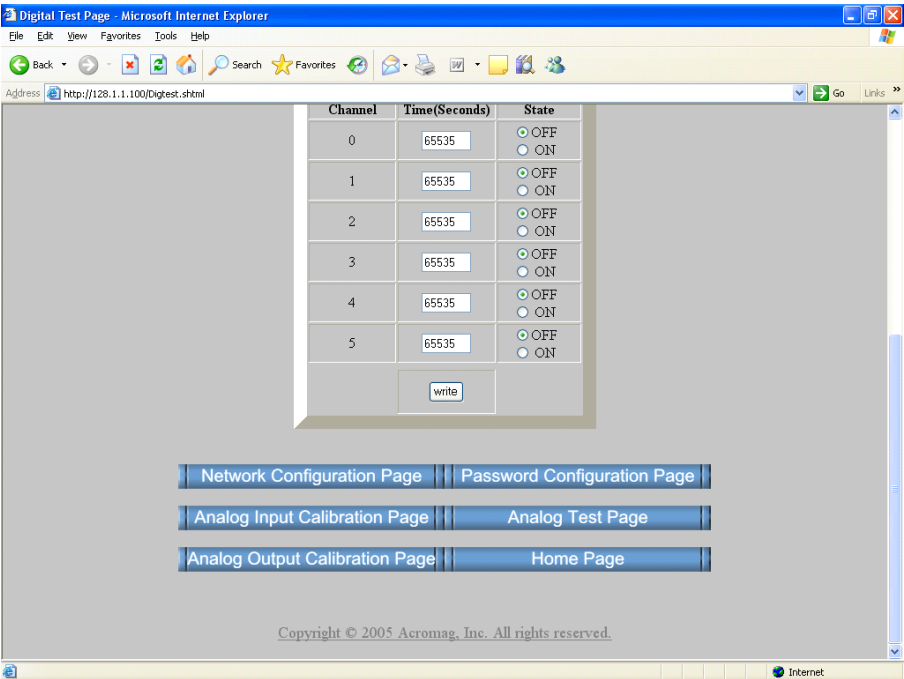 Digital Test Page - Microsoft Internet Explorer
File Edit View Favorites Tools Help
Back Search Favorites W
Address http://128.1.1.100/Digtest.shtml Go Links »
Channel Time(Seconds) State
0 65535 OFF
ON
1 65535 OFF
ON
2 65535 OFF
ON
3 65535 OFF
ON
4 65535 OFF
ON
5 65535 OFF
ON
write
Network Configuration Page Password Configuration Page
Analog Input Calibration Page Analog Test Page
Analog Output Calibration Page Home Page
Copyright © 2005 Acromag, Inc. All rights reserved.
Internet